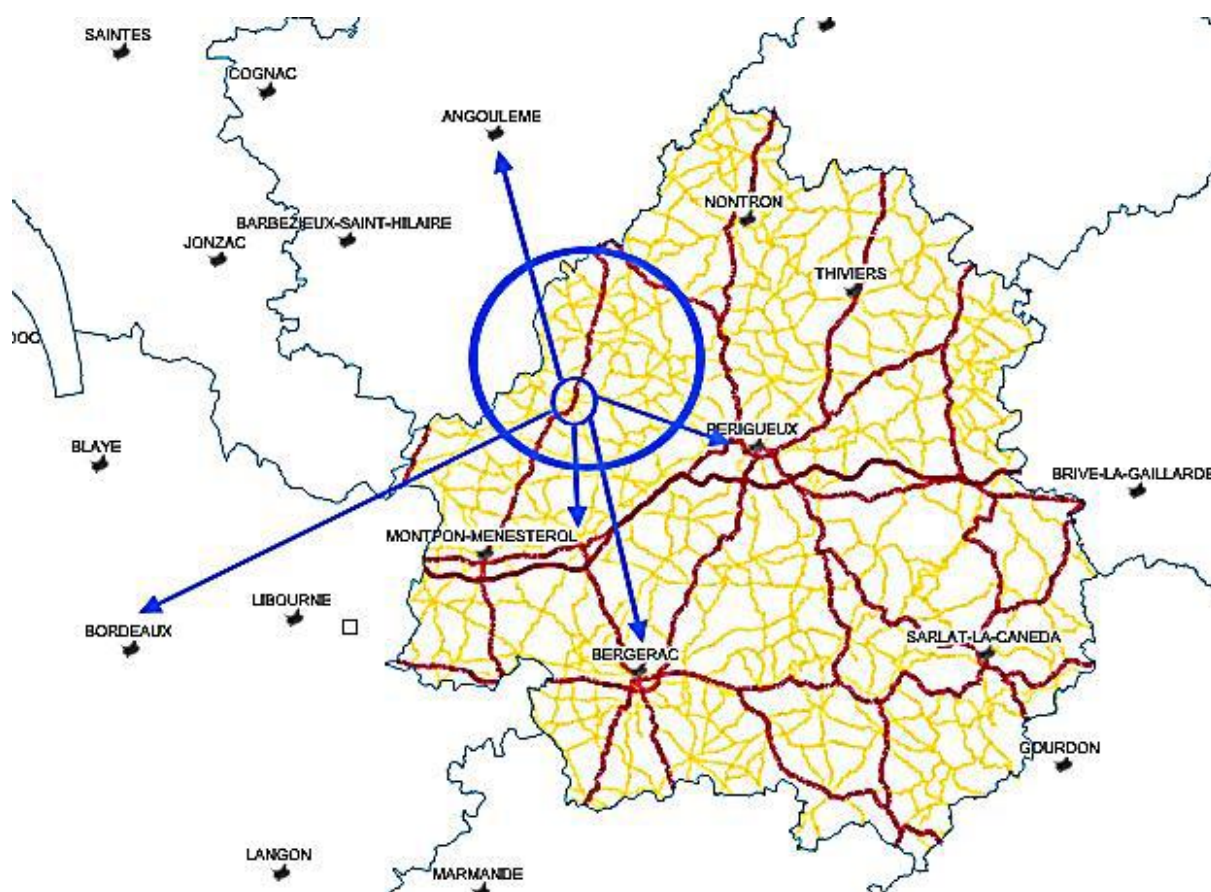 SAINTES
COGNAC
ANGOULEME
NONTRON
BARBEZIEUX-SAINT-HILAIRE
JONZAC
THIVIERS
DOC
PERIGUEUX
BLAYE
BRIVE-LA-GAILLARDE
MONTPON-MENESTEROL
LIBOURNE
BORDEAUX
SARLAT-LA-CANEDA
BERGERAC
GOURDON
LANGON
MARMANDE